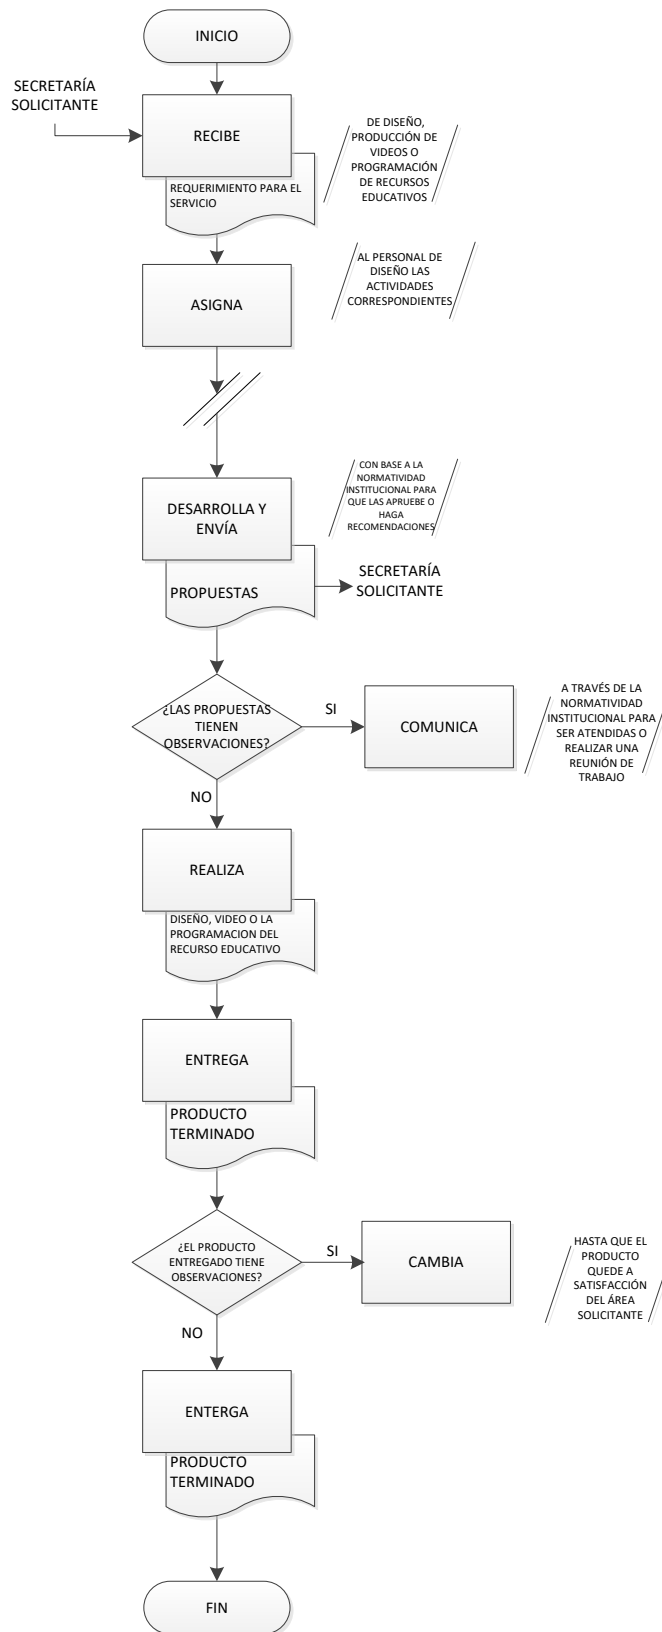 INICIO
SECRETARÍA
SOLICITANTE
RECIBE
REQUERIMIENTO PARA EL
SERVICIO
DE DISEÑO,
PRODUCCIÓN DE
VIDEOS O
PROGRAMACIÓN
DE RECURSOS
EDUCATIVOS
ASIGNA
AL PERSONAL DE
DISEÑO LAS
ACTIVIDADES
CORRESPONDIENTES
DESARROLLA Y
ENVÍA
CON BASE A LA
NORMATIVIDAD
INSTITUCIONAL PARA
QUE LAS APRUEBE O
HAGA
RECOMENDACIONES
PROPUESTAS
SECRETARÍA
SOLICITANTE
¿LAS PROPUESTAS
TIENEN
OBSERVACIONES?
SI
COMUNICA
A TRAVÉS DE LA
NORMATIVIDAD
INSTITUCIONAL PARA
SER ATENDIDAS O
REALIZAR UNA
REUNIÓN DE
TRABAJO
NO
REALIZA
DISEÑO, VIDEO O LA
PROGRAMACION DEL
RECURSO EDUCATIVO
ENTREGA
PRODUCTO
TERMINADO
¿EL PRODUCTO
ENTREGADO TIENE
OBSERVACIONES?
SI
CAMBIA
HASTA QUE EL
PRODUCTO
QUEDE A
SATISFACCIÓN
DEL ÁREA
SOLICITANTE
NO
ENTERGA
PRODUCTO
TERMINADO
FIN